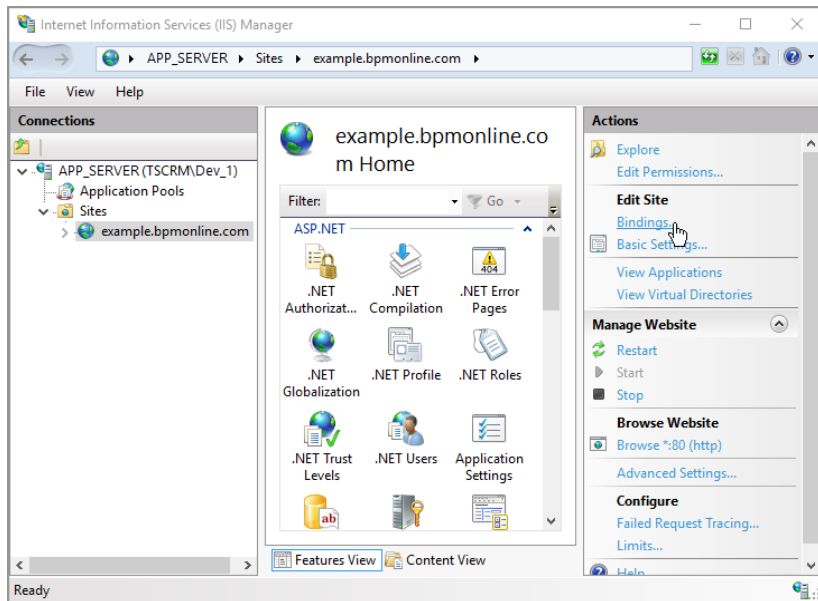 Internet Information Services (IIS) Manager
APP_SERVER Sites example.bpmonline.com
File View Help
Connections
APP_SERVER (TSCRM\Dev_1)
Application Pools
Sites
example.bpmonline.com
example.bpmonline.co
m Home
Filter: Go
ASP.NET
.NET
Authorizat...
.NET
Compilation
404
.NET Error
Pages
.NET
Globalization
.NET Profile
.NET Roles
.NET Trust
Levels
.NET Users
Application
Settings
ab
Features View Content View
Actions
Explore
Edit Permissions...
Edit Site
Bindings...
Basic Settings...
View Applications
View Virtual Directories
Manage Website
Restart
Start
Stop
Browse Website
Browse *:80 (http)
Advanced Settings...
Configure
Failed Request Tracing...
Limits...
Help
Ready